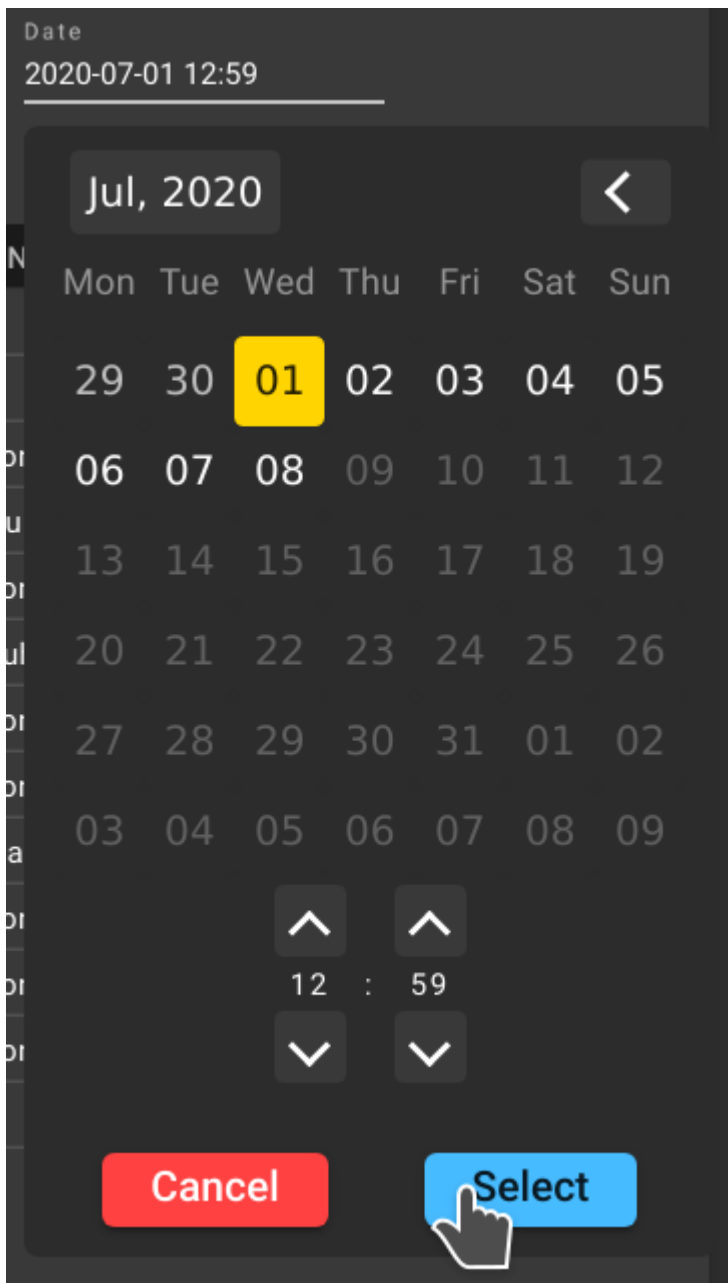 Date
2020-07-01 12:59
Jul, 2020
Mon Tue Wed Thu Fri Sat Sun
29 30 01 02 03 04 05
06 07 08 09 10 11 12
13 14 15 16 17 18 19
20 21 22 23 24 25 26
27 28 29 30 31 01 02
03 04 05 06 07 08 09
12 : 59
Cancel Select